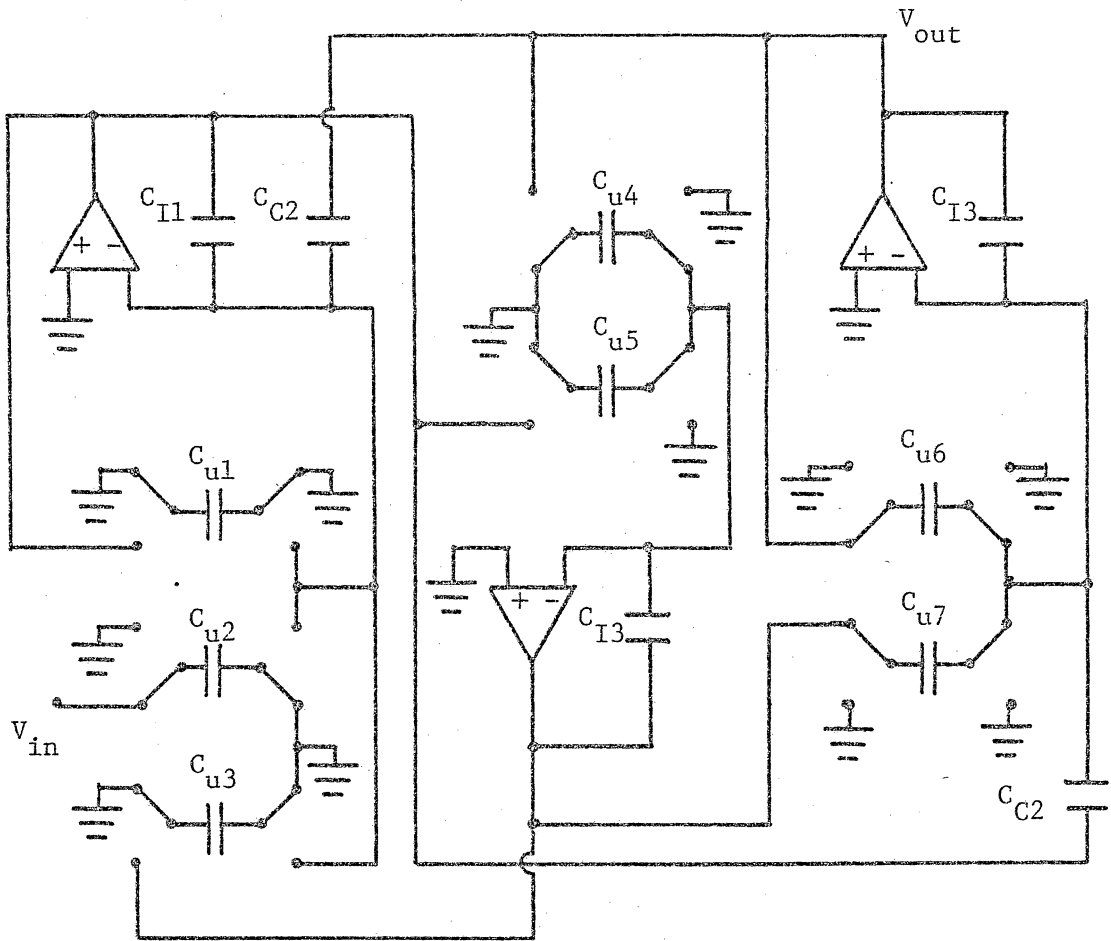 V out
C I1
C C2
C u4
C I3
+ -
+ -
C u5
C u1
C u6
+ -
C I3
C u2
C u7
V in
C u3
C C2